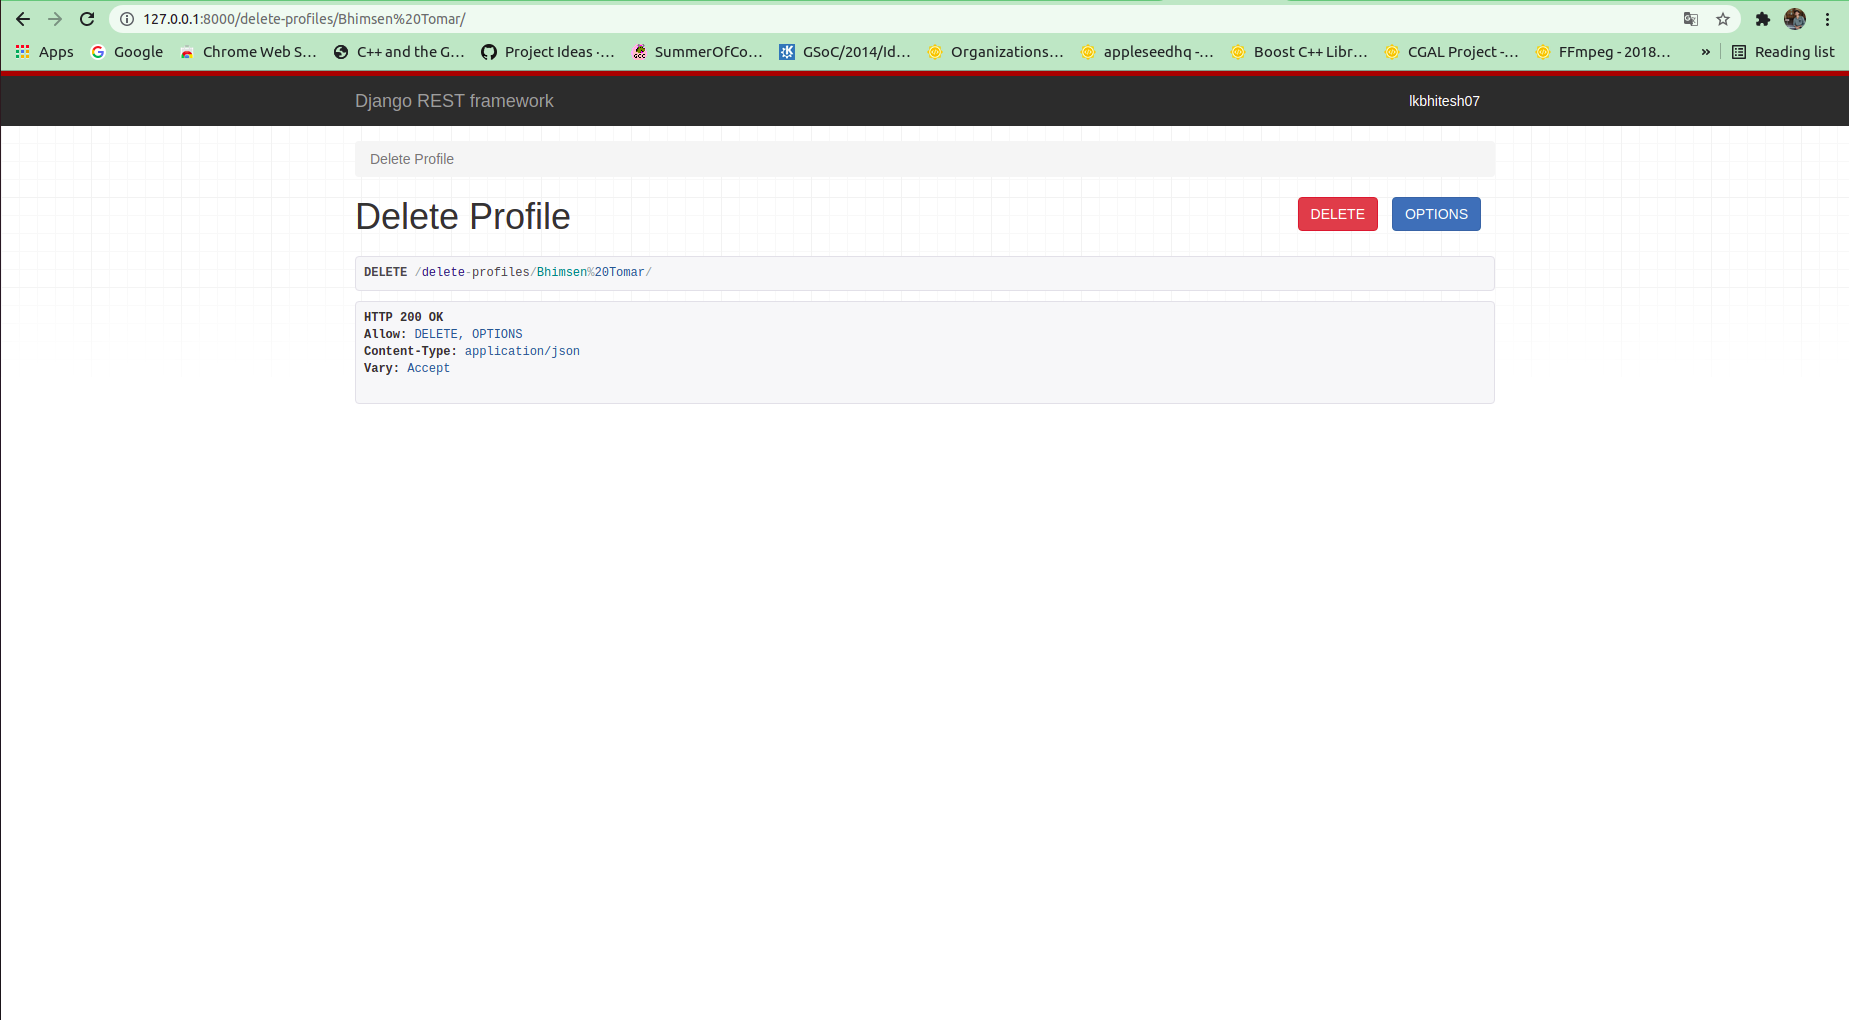 127.0.0.1:8000/delete-profiles/Bhimsen%20Tomar/
Apps Google Chrome Web S... C++ and the G... Project Ideas ·... SummerOfCo... GSoC/2014/Id... Organizations... appleseedhq -... Boost C++ Libr... CGAL Project -... FFmpeg - 2018... » Reading list
Django REST framework lkbhitesh07
Delete Profile
Delete Profile DELETE OPTIONS
DELETE /delete-profiles/Bhimsen%20Tomar/
HTTP 200 OK
Allow: DELETE, OPTIONS
Content-Type: application/json
Vary: Accept